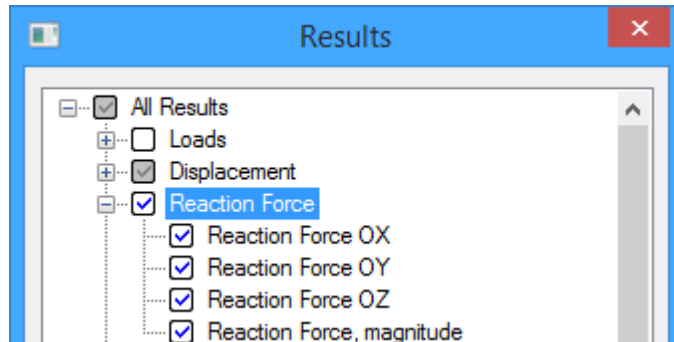 Results
All Results
Loads
Displacement
Reaction Force
Reaction Force OX
Reaction Force OY
Reaction Force OZ
Reaction Force, magnitude